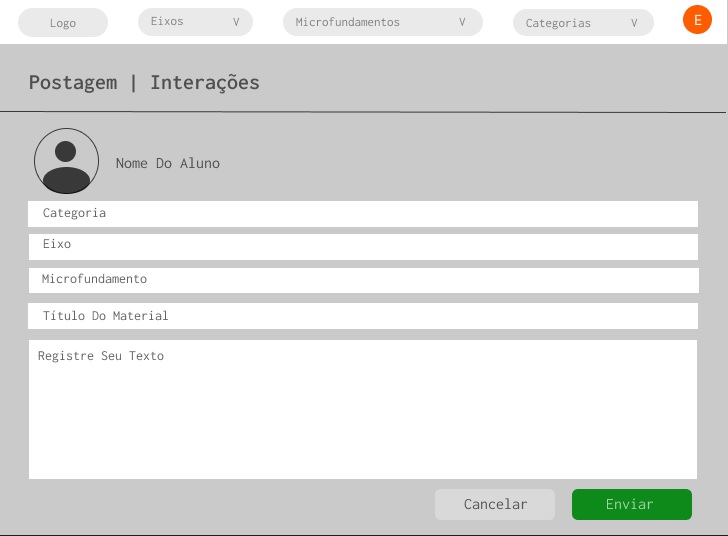 Logo
Eixos V
Microfundamentos V
Categorias V
E
Postagem | Interações
Nome Do Aluno
Categoria
Eixo
Microfundamento
Título Do Material
Registre Seu Texto
Cancelar
Enviar